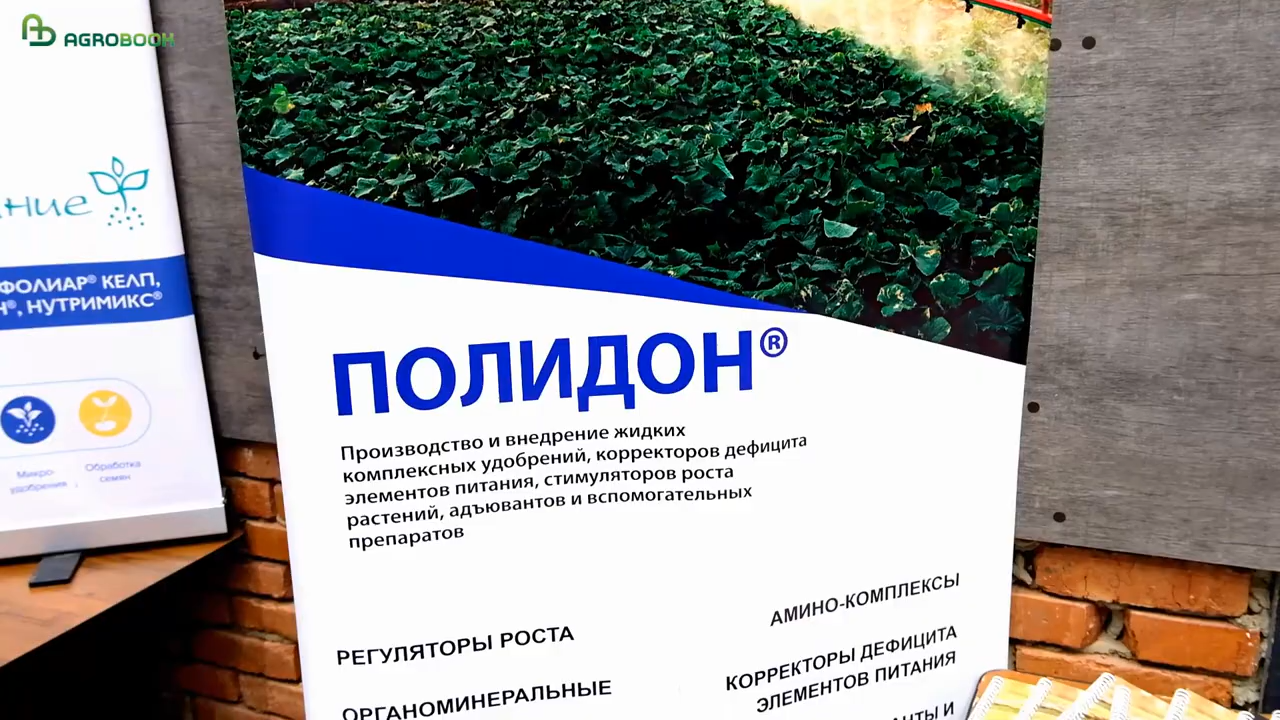 AGROBOOK
ФОЛИАР® КЕЛП,
НУТРИМИКС®
Микро-
удобрения
Обработка
семян
ПОЛИДОН®
Производство и внедрение жидких
комплексных удобрений, корректоров дефицита
элементов питания, стимуляторов роста
растений, адъювантов и вспомогательных
препаратов
РЕГУЛЯТОРЫ РОСТА
ОРГАНОМИНЕРАЛЬНЫЕ
АМИНО-КОМПЛЕКСЫ
КОРРЕКТОРЫ ДЕФИЦИТА
ЭЛЕМЕНТОВ ПИТАНИЯ
И